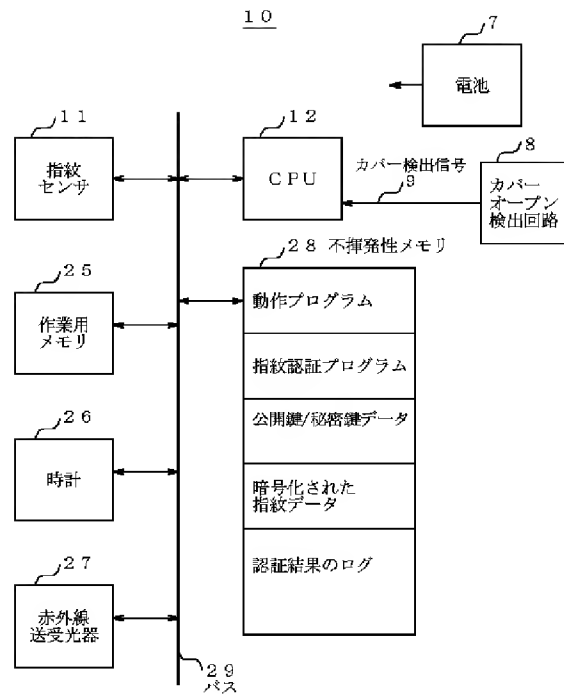 １０
７
電池
１１
指紋
センサ
１２
ＣＰＵ
カバー検出信号
９
８
カバー
オープン
検出回路
２５
作業用
メモリ
２８ 不揮発性メモリ
動作プログラム
指紋認証プログラム
公開鍵/秘密鍵データ
暗号化された
指紋データ
認証結果のログ
２６
時計
２７
赤外線
送受光器
２９
バス